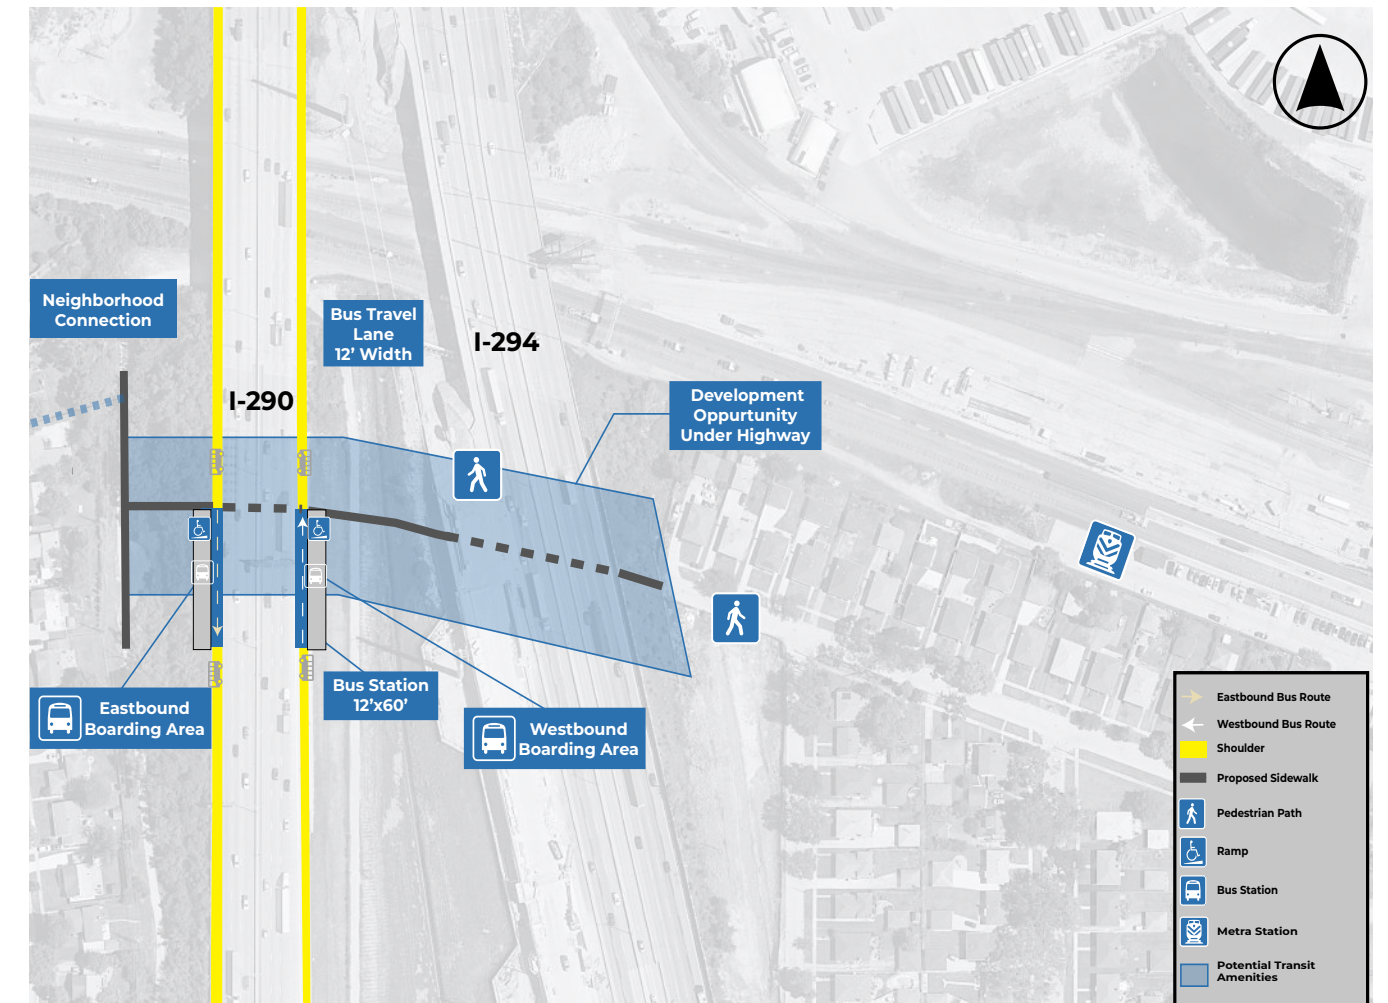 Neighborhood
Connection
Bus Travel
Lane
12’ Width
I-294
I-290
Development
Oppurtunity
Under Highway
Eastbound
Boarding Area
Bus Station
12’x60’
Westbound
Boarding Area
Eastbound Bus Route
Westbound Bus Route
Shoulder
Proposed Sidewalk
Pedestrian Path
Ramp
Bus Station
Metra Station
Potential Transit
Amenities